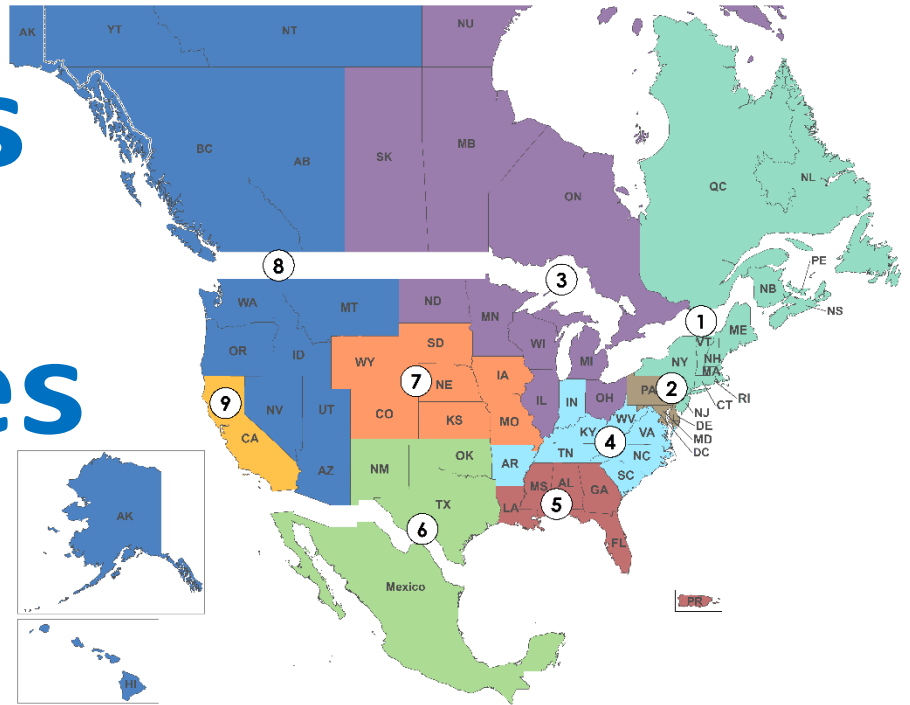 AK YT NT NU
s
BC AB SK MB ON QC NL
PE
8 3 NB
NS
WA MT ND MN 1 ME
VT
OR ID SD WI NY NH
WY MI MA
7 IA PA 2 RI
9 NE CT
es
NV UT CO IL IN OH NJ
CA KS MO WV DE
KY 4 VA MD
DC
AZ NM OK AR TN NC
SC
TX MS AL GA
LA 5
6
FL
AK
Mexico
PR
HI